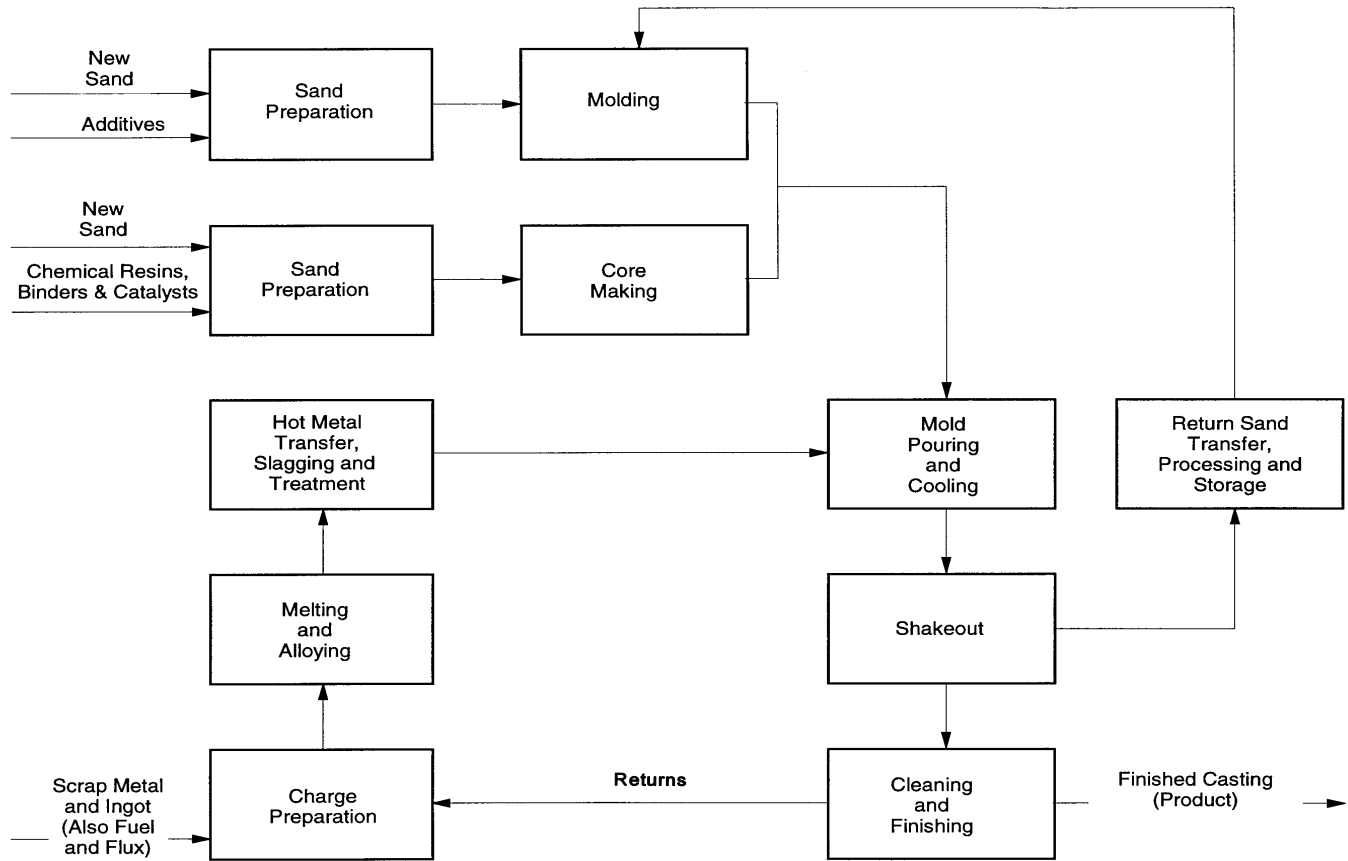 New
Sand
Additives
Sand
Preparation
Molding
New
Sand
Chemical Resins,
Binders & Catalysts
Sand
Preparation
Core
Making
Hot Metal
Transfer,
Slagging and
Treatment
Mold
Pouring
and
Cooling
Return Sand
Transfer,
Processing and
Storage
Melting
and
Alloying
Shakeout
Scrap Metal
and Ingot
(Also Fuel
and Flux)
Charge
Preparation
Returns
Cleaning
and
Finishing
Finished Casting
(Product)